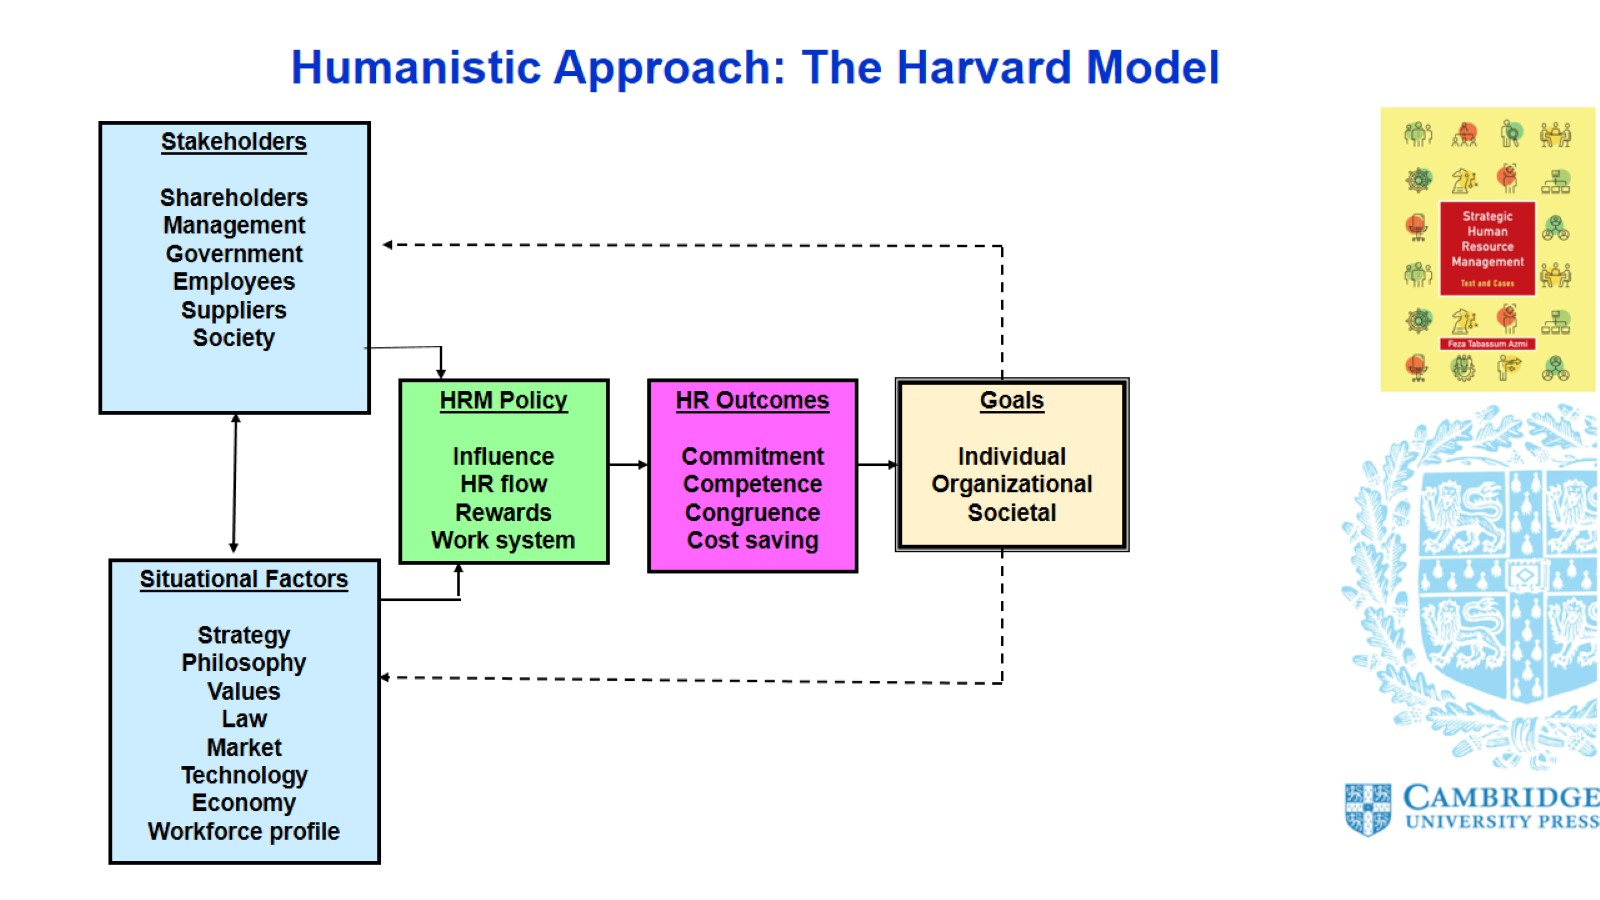 Humanistic Approach: The Harvard Model
Stakeholders
Shareholders
Management
Government
Employees
Suppliers
Society
HRM Policy
Influence
HR flow
Rewards
Work system
HR Outcomes
Commitment
Competence
Congruence
Cost saving
Goals
Individual
Organizational
Societal
Situational Factors
Strategy
Philosophy
Values
Law
Market
Technology
Economy
Workforce profile
Strategic
Human
Resource
Management
Text and Cases
Feza Tabassum Azmi
CAMBRIDGE
UNIVERSITY PRESS